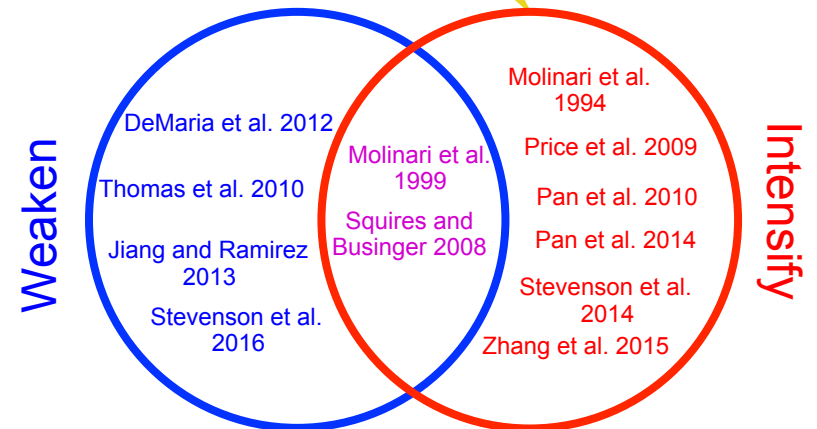 Weaken
DeMaria et al. 2012
Thomas et al. 2010
Jiang and Ramirez
2013
Stevenson et al.
2016
Molinari et al.
1999
Squires and
Businger 2008
Molinari et al.
1994
Price et al. 2009
Pan et al. 2010
Pan et al. 2014
Stevenson et al.
2014
Zhang et al. 2015
Intensify